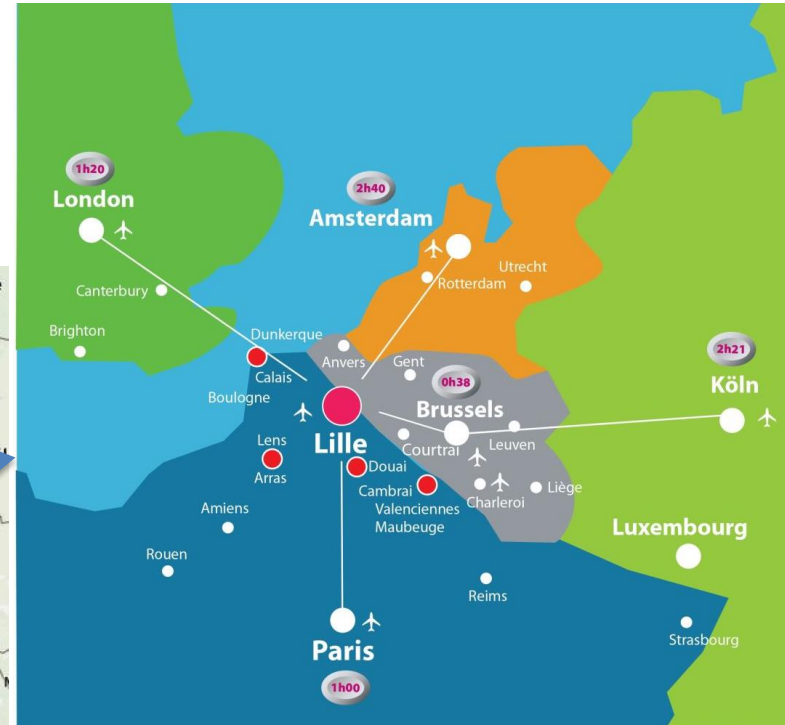 1h20
London
2h40
Amsterdam
Canterbury
Brighton
Utrecht
Rotterdam
Dunkerque
Calais
Boulogne
Anvers
Gent
0h38
Brussels
2h21
Köln
Lille
Courtrai
Leuven
Lens
Arras
Douai
Cambrai
Valenciennes
Maubeuge
Charleroi
Liège
Amiens
Rouen
Luxembourg
Reims
Strasbourg
Paris
1h00